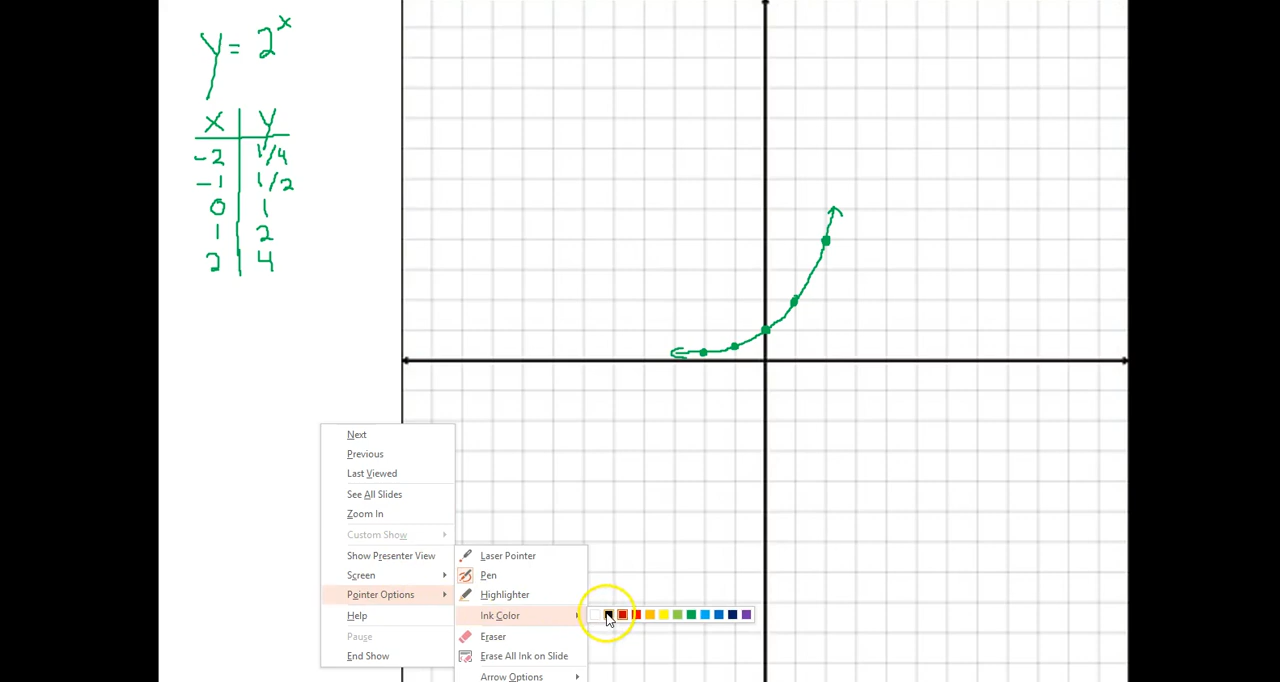 y = 2^x
X | Y
-2 | 1/4
-1 | 1/2
0 | 1
1 | 2
2 | 4
Next
Previous
Last Viewed
See All Slides
Zoom In
Custom Show
Show Presenter View
Screen
Pointer Options
Help
Pause
End Show
Laser Pointer
Pen
Highlighter
Ink Color
Eraser
Erase All Ink on Slide
Arrow Options